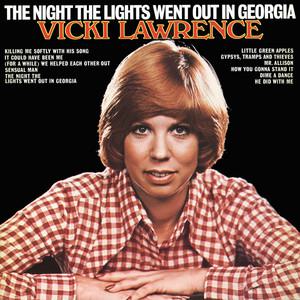 THE NIGHT THE LIGHTS WENT OUT IN GEORGIA
VICKI LAWRENCE
KILLING ME SOFTLY WITH HIS SONG
IT COULD HAVE BEEN ME
(FOR A WHILE) WE HELPED EACH OTHER OUT
SENSUAL MAN
THE NIGHT THE
LIGHTS WENT OUT IN GEORGIA
LITTLE GREEN APPLES
GYPSYS, TRAMPS AND THIEVES
MR. ALLISON
HOW YOU GONNA STAND IT
DIME A DANCE
HE DID WITH ME